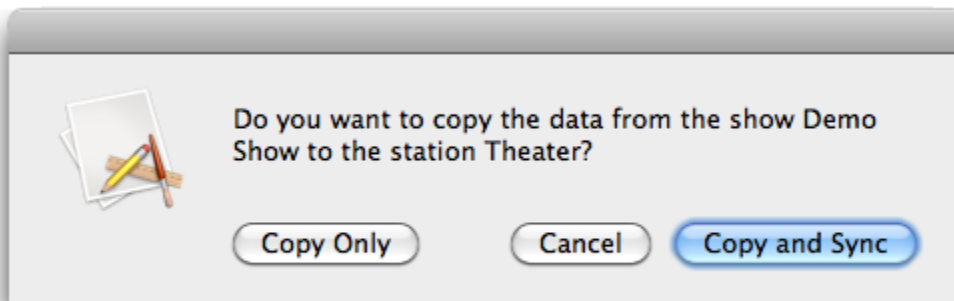 Do you want to copy the data from the show Demo
Show to the station Theater?
Copy Only
Cancel
Copy and Sync